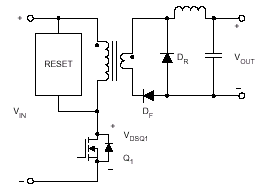 +
+
RESET
D_R
V_OUT
V_IN
D_F
−
+
V_DSQ1
Q_1
−
−